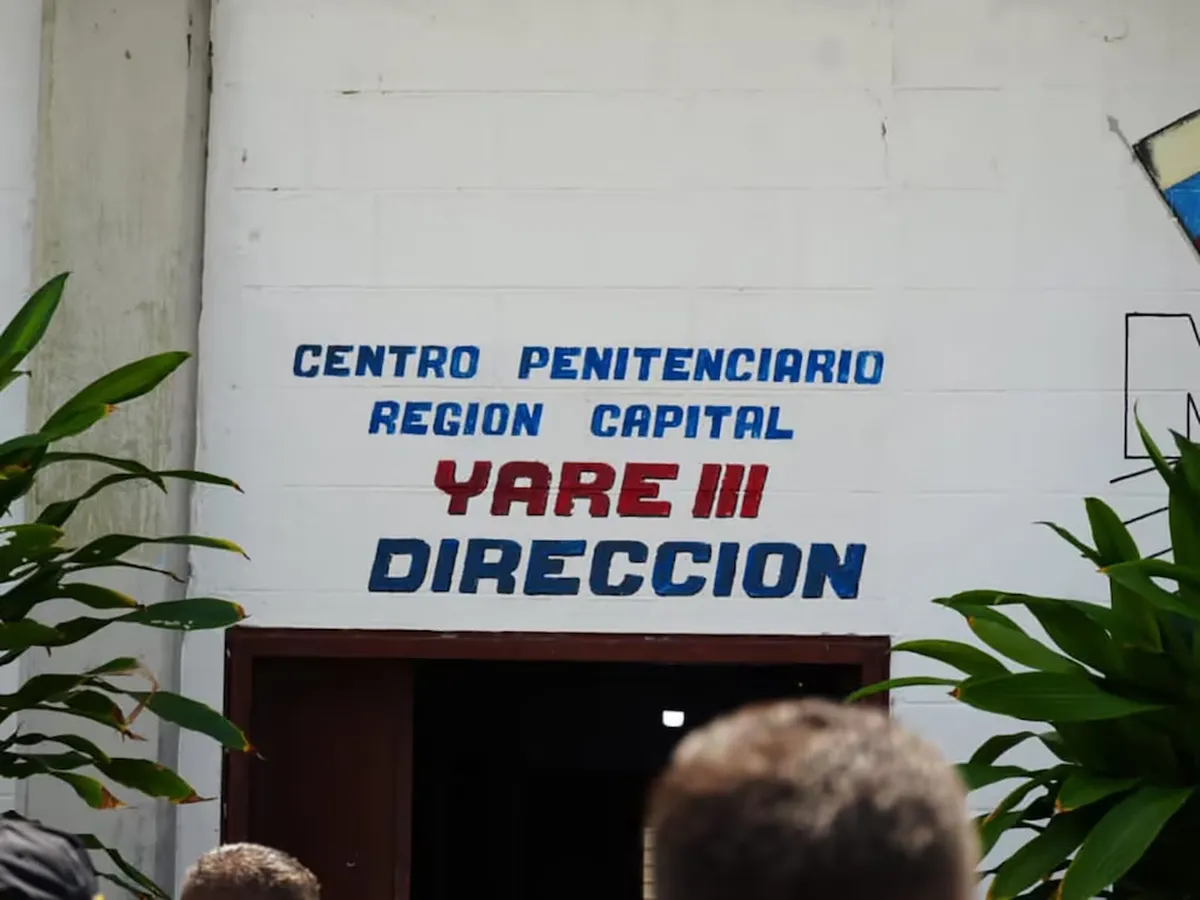 CENTRO PENITENCIARIO
REGION CAPITAL
YARE III
DIRECCION